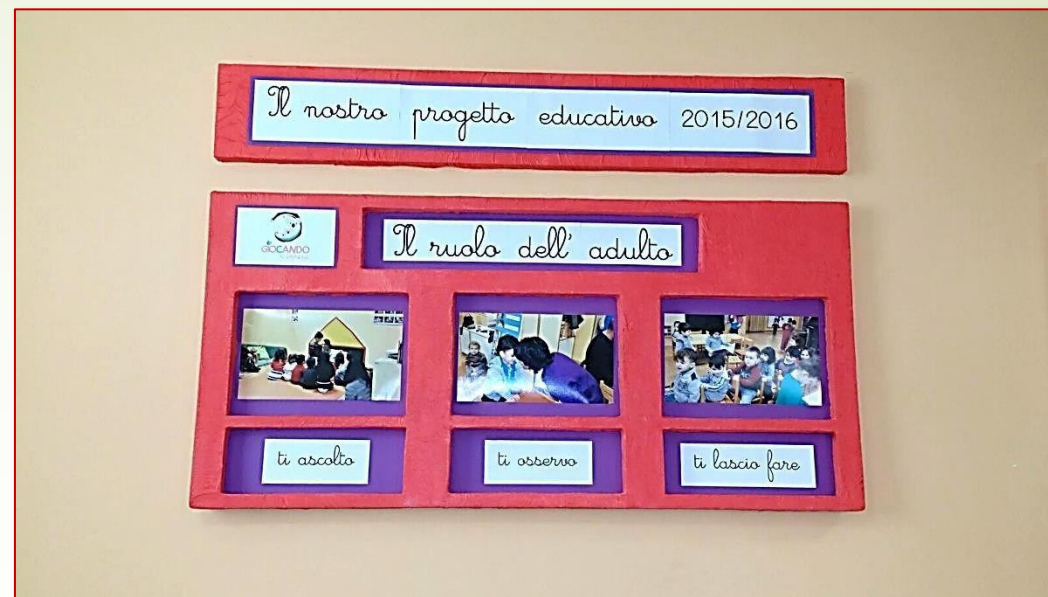 Il nostro progetto educativo 2015/2016
GIOCANDO
Il ruolo dell' adulto
ti ascolto
ti osservo
ti lascio fare